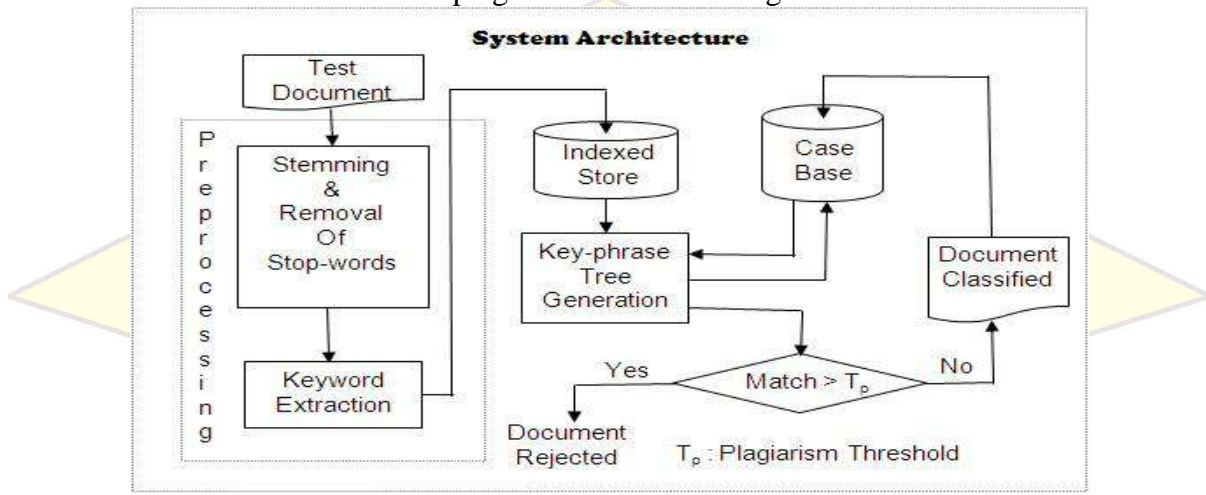 System Architecture
Test
Document
Preprocessing
Stemming
&
Removal
Of
Stop-words
Keyword
Extraction
Indexed
Store
Case
Base
Key-phrase
Tree
Generation
Document
Classified
Yes
Match > Tp
No
Document
Rejected
Tp : Plagiarism Threshold